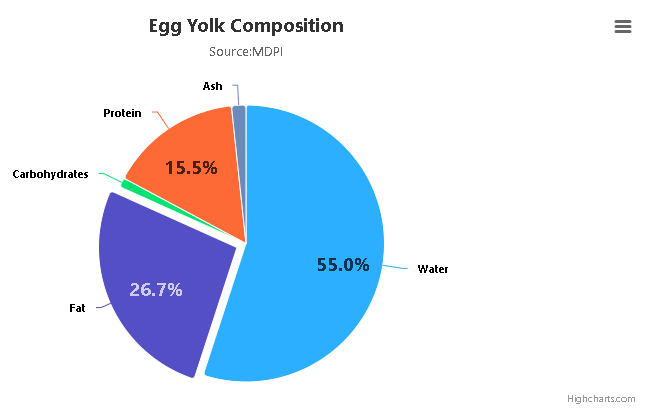 Egg Yolk Composition
Source:MDPI
Ash
Protein
15.5%
Carbohydrates
55.0%
Water
26.7%
Fat
Highcharts.com